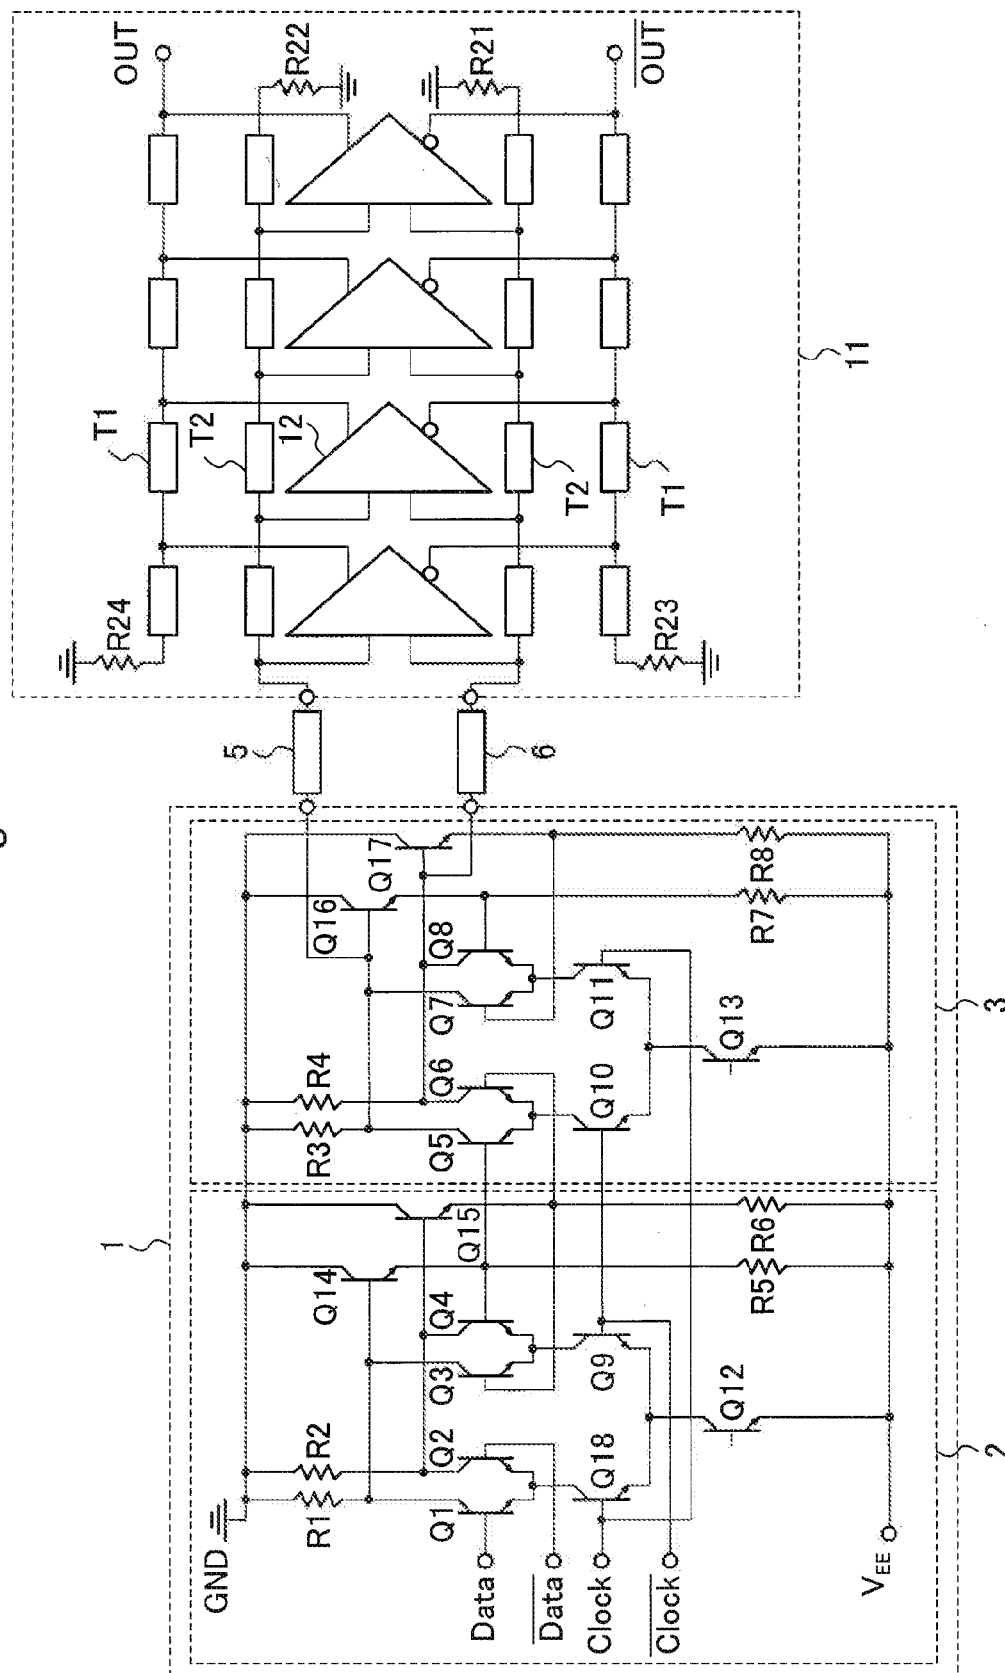 1
2
3
GND
R1
R2
R3
R4
Q14
Q15
Q16
Q17
Q1
Q2
Q3
Q4
Q5
Q6
Q7
Q8
Data
Data
Clock
Clock
Q18
Q9
Q10
Q11
Q12
Q13
R5
R6
R7
R8
VEE
5
6
R24
T1
T2
12
T2
T1
R23
R22
R21
OUT
OUT
11